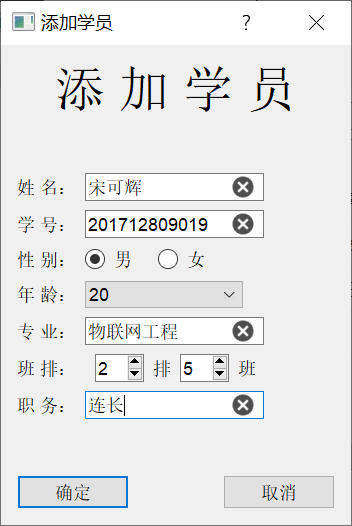 添加学员
添加学员
姓 名： 宋可辉
学 号： 201712809019
性 别： 男 女
年 龄： 20
专 业： 物联网工程
班 排： 2 排 5 班
职 务： 连长
确定 取消